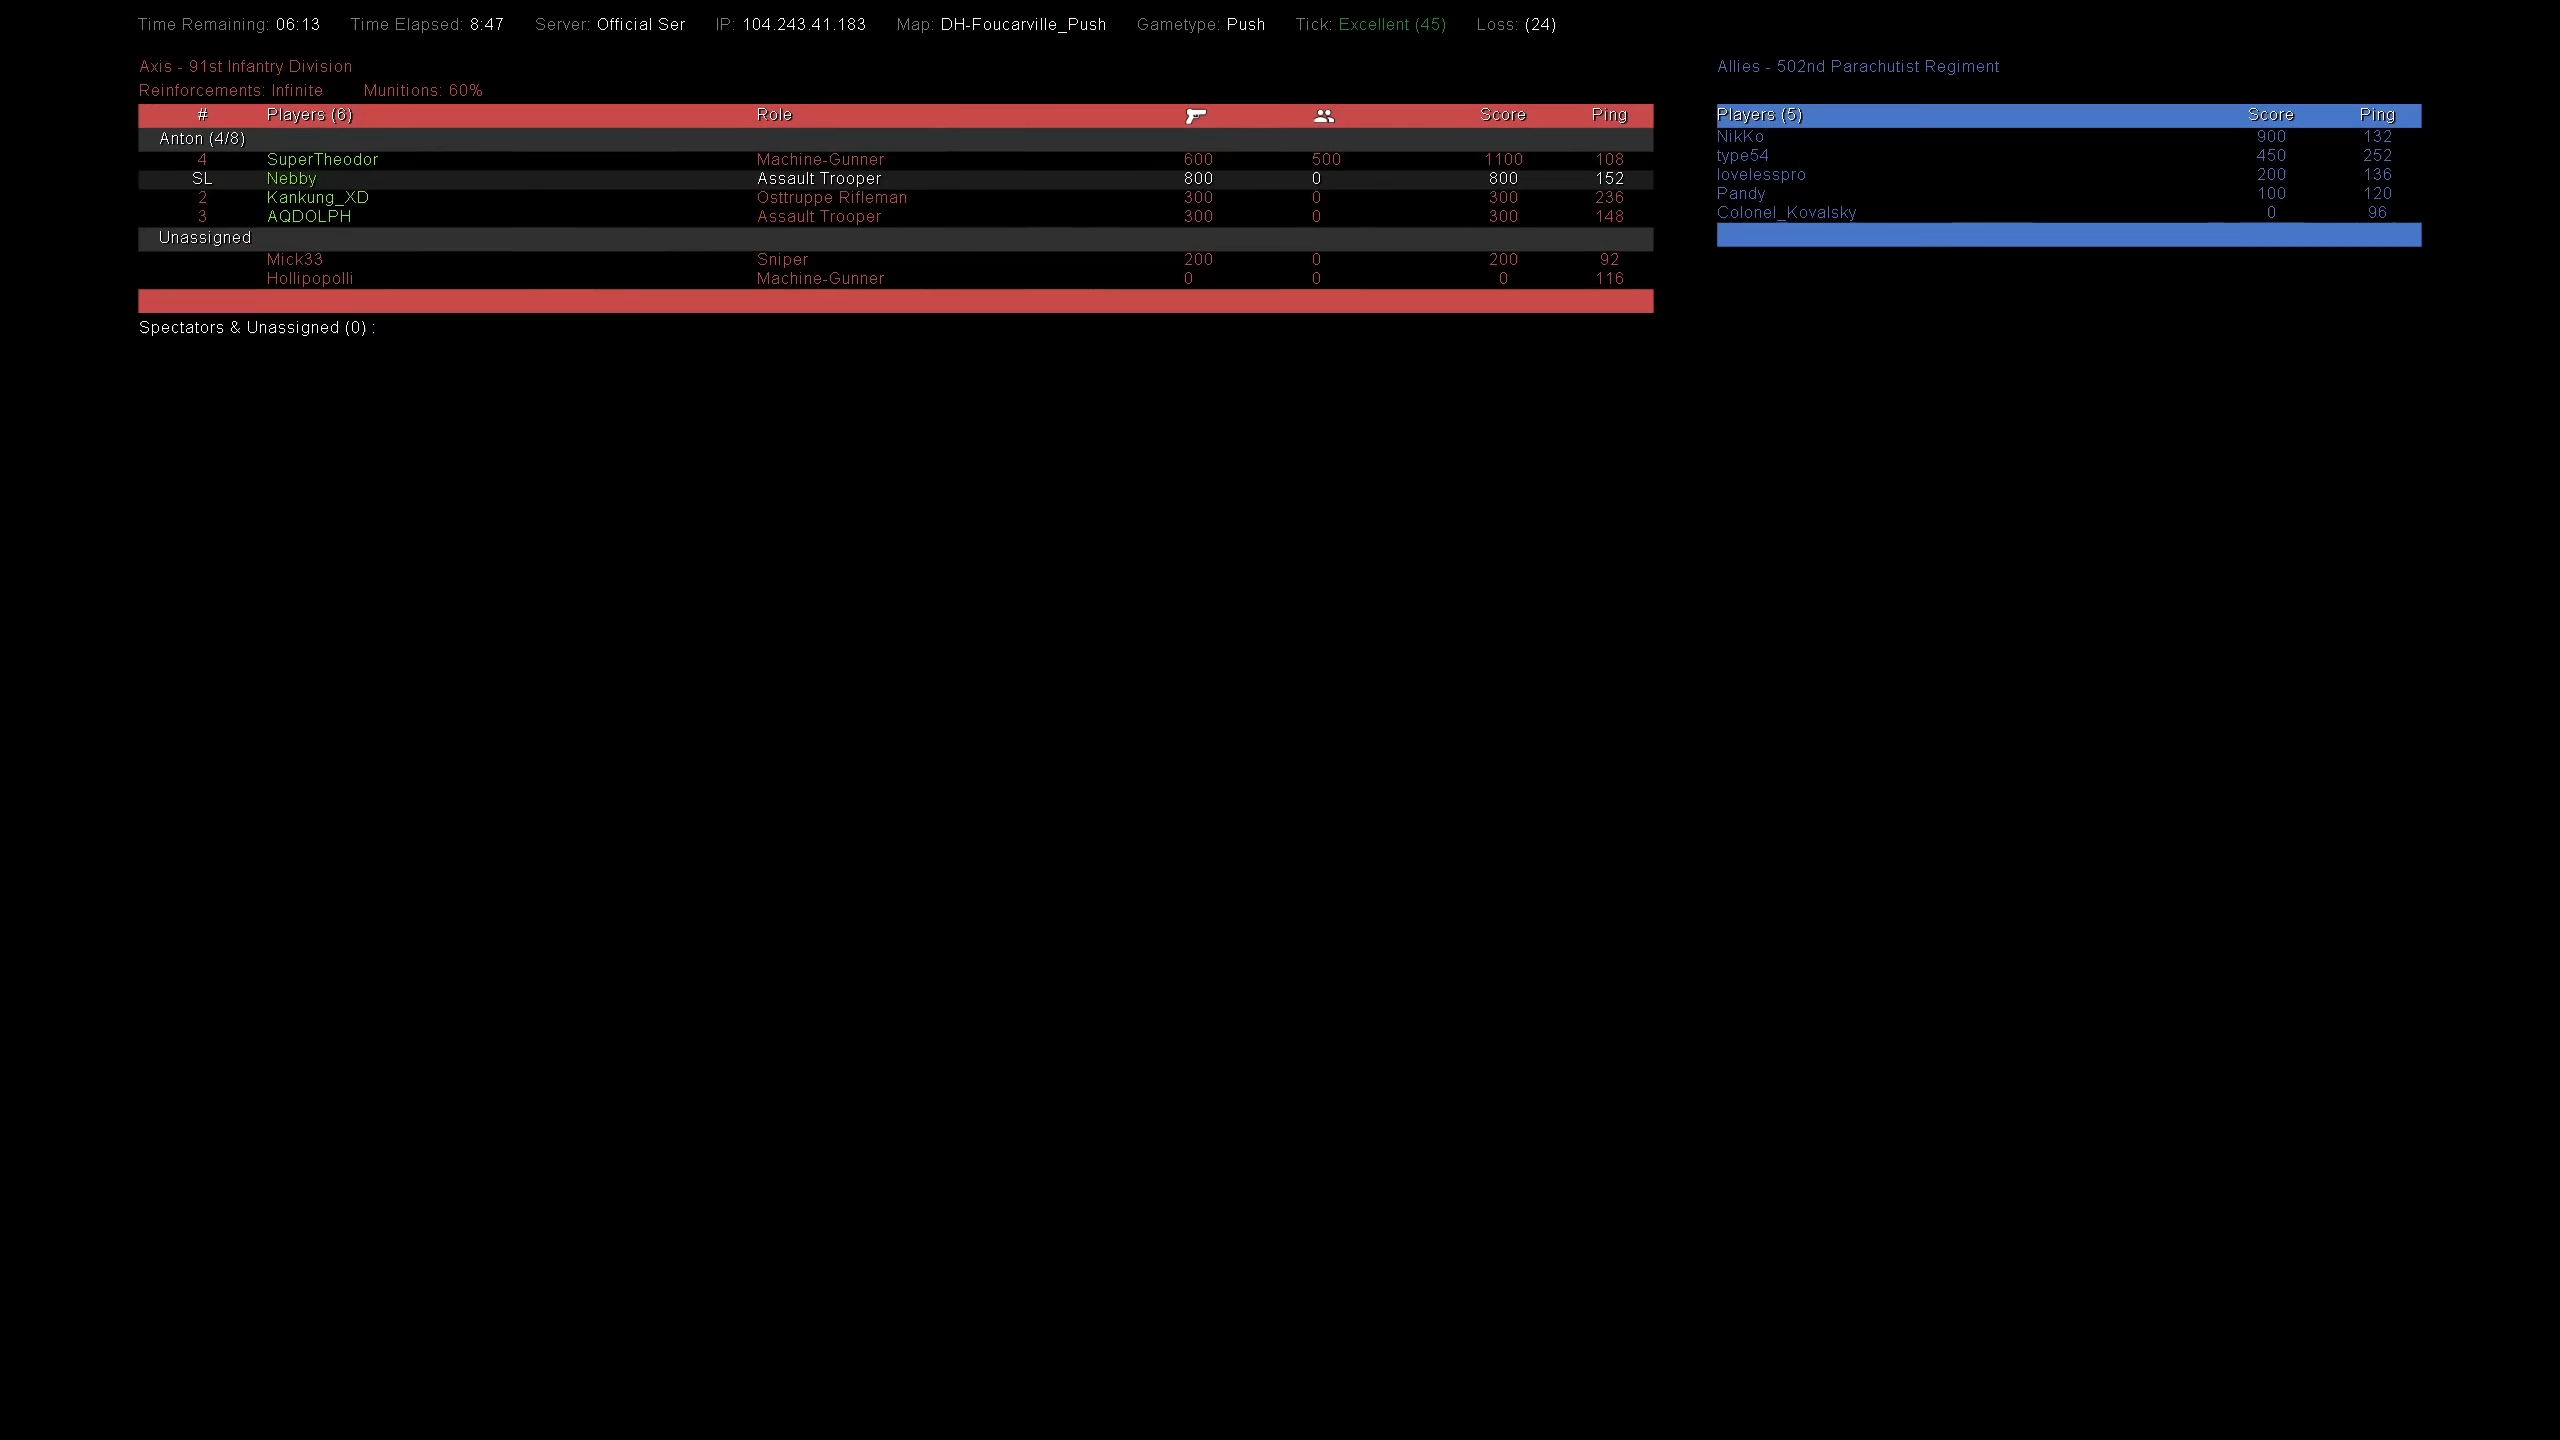 Time Remaining: 06:13 Time Elapsed: 8:47 Server: Official Ser IP: 104.243.41.183 Map: DH-Foucarville_Push Gametype: Push Tick: Excellent (45) Loss: (24)
Axis - 91st Infantry Division
Reinforcements: Infinite Munitions: 60%
# Players (6) Role Score Ping
Anton (4/8)
4 SuperTheodor Machine-Gunner 600 500 1100 108
SL Nebby Assault Trooper 800 0 800 152
2 Kankung_XD Osttruppe Rifleman 300 0 300 236
3 AQDOLPH Assault Trooper 300 0 300 148
Unassigned
Mick33 Sniper 200 0 200 92
Hollipopolli Machine-Gunner 0 0 0 116
Spectators & Unassigned (0) :
Allies - 502nd Parachutist Regiment
Players (5) Score Ping
NikKo 900 132
type54 450 252
lovelesspro 200 136
Pandy 100 120
Colonel_Kovalsky 0 96